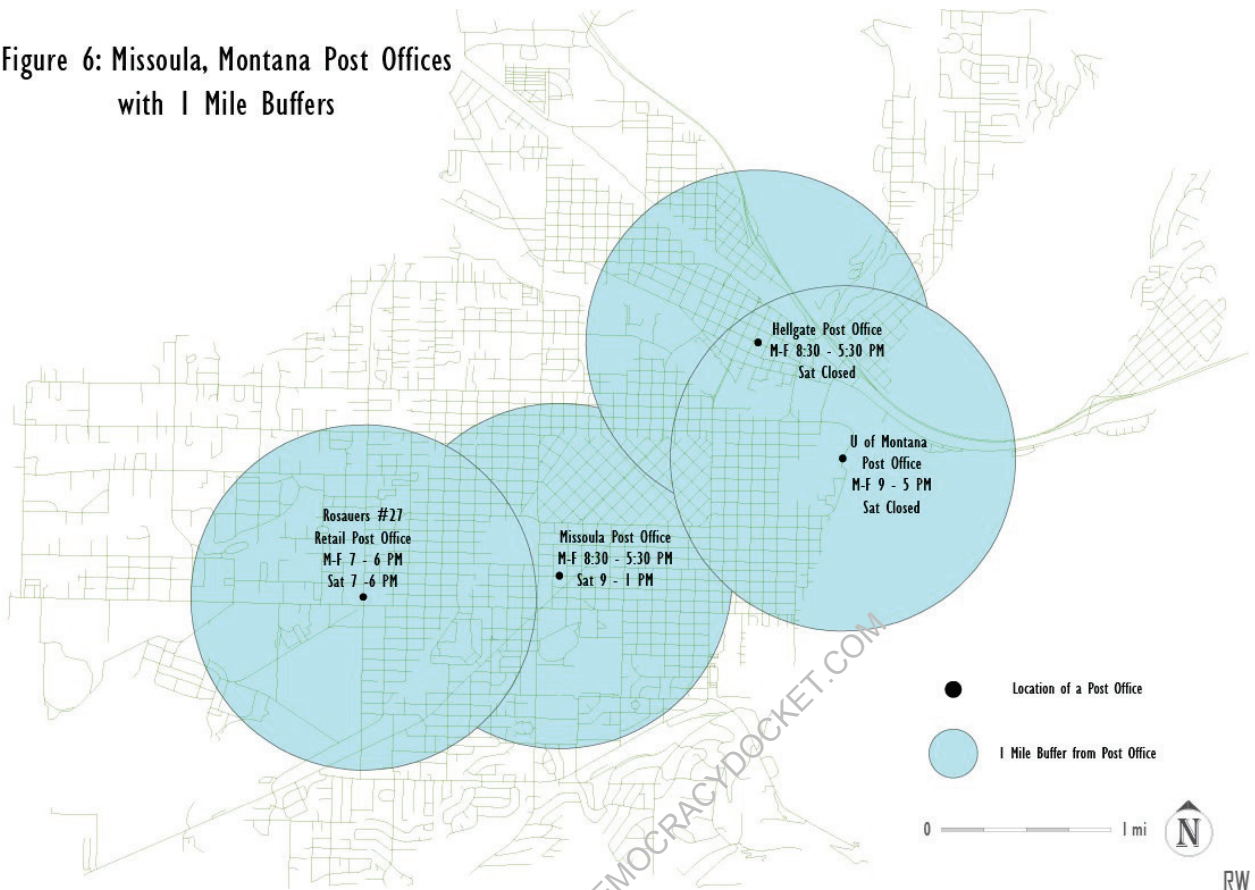 Figure 6: Missoula, Montana Post Offices
with 1 Mile Buffers
Hellgate Post Office
M-F 8:30 - 5:30 PM
Sat Closed
U of Montana
Post Office
M-F 9 - 5 PM
Sat Closed
Rosauers #27
Retail Post Office
M-F 7 - 6 PM
Sat 7 -6 PM
Missoula Post Office
M-F 8:30 - 5:30 PM
Sat 9 - 1 PM
Location of a Post Office
1 Mile Buffer from Post Office
0 1 mi
N
RW
EMOCRACYDOCKET.COM